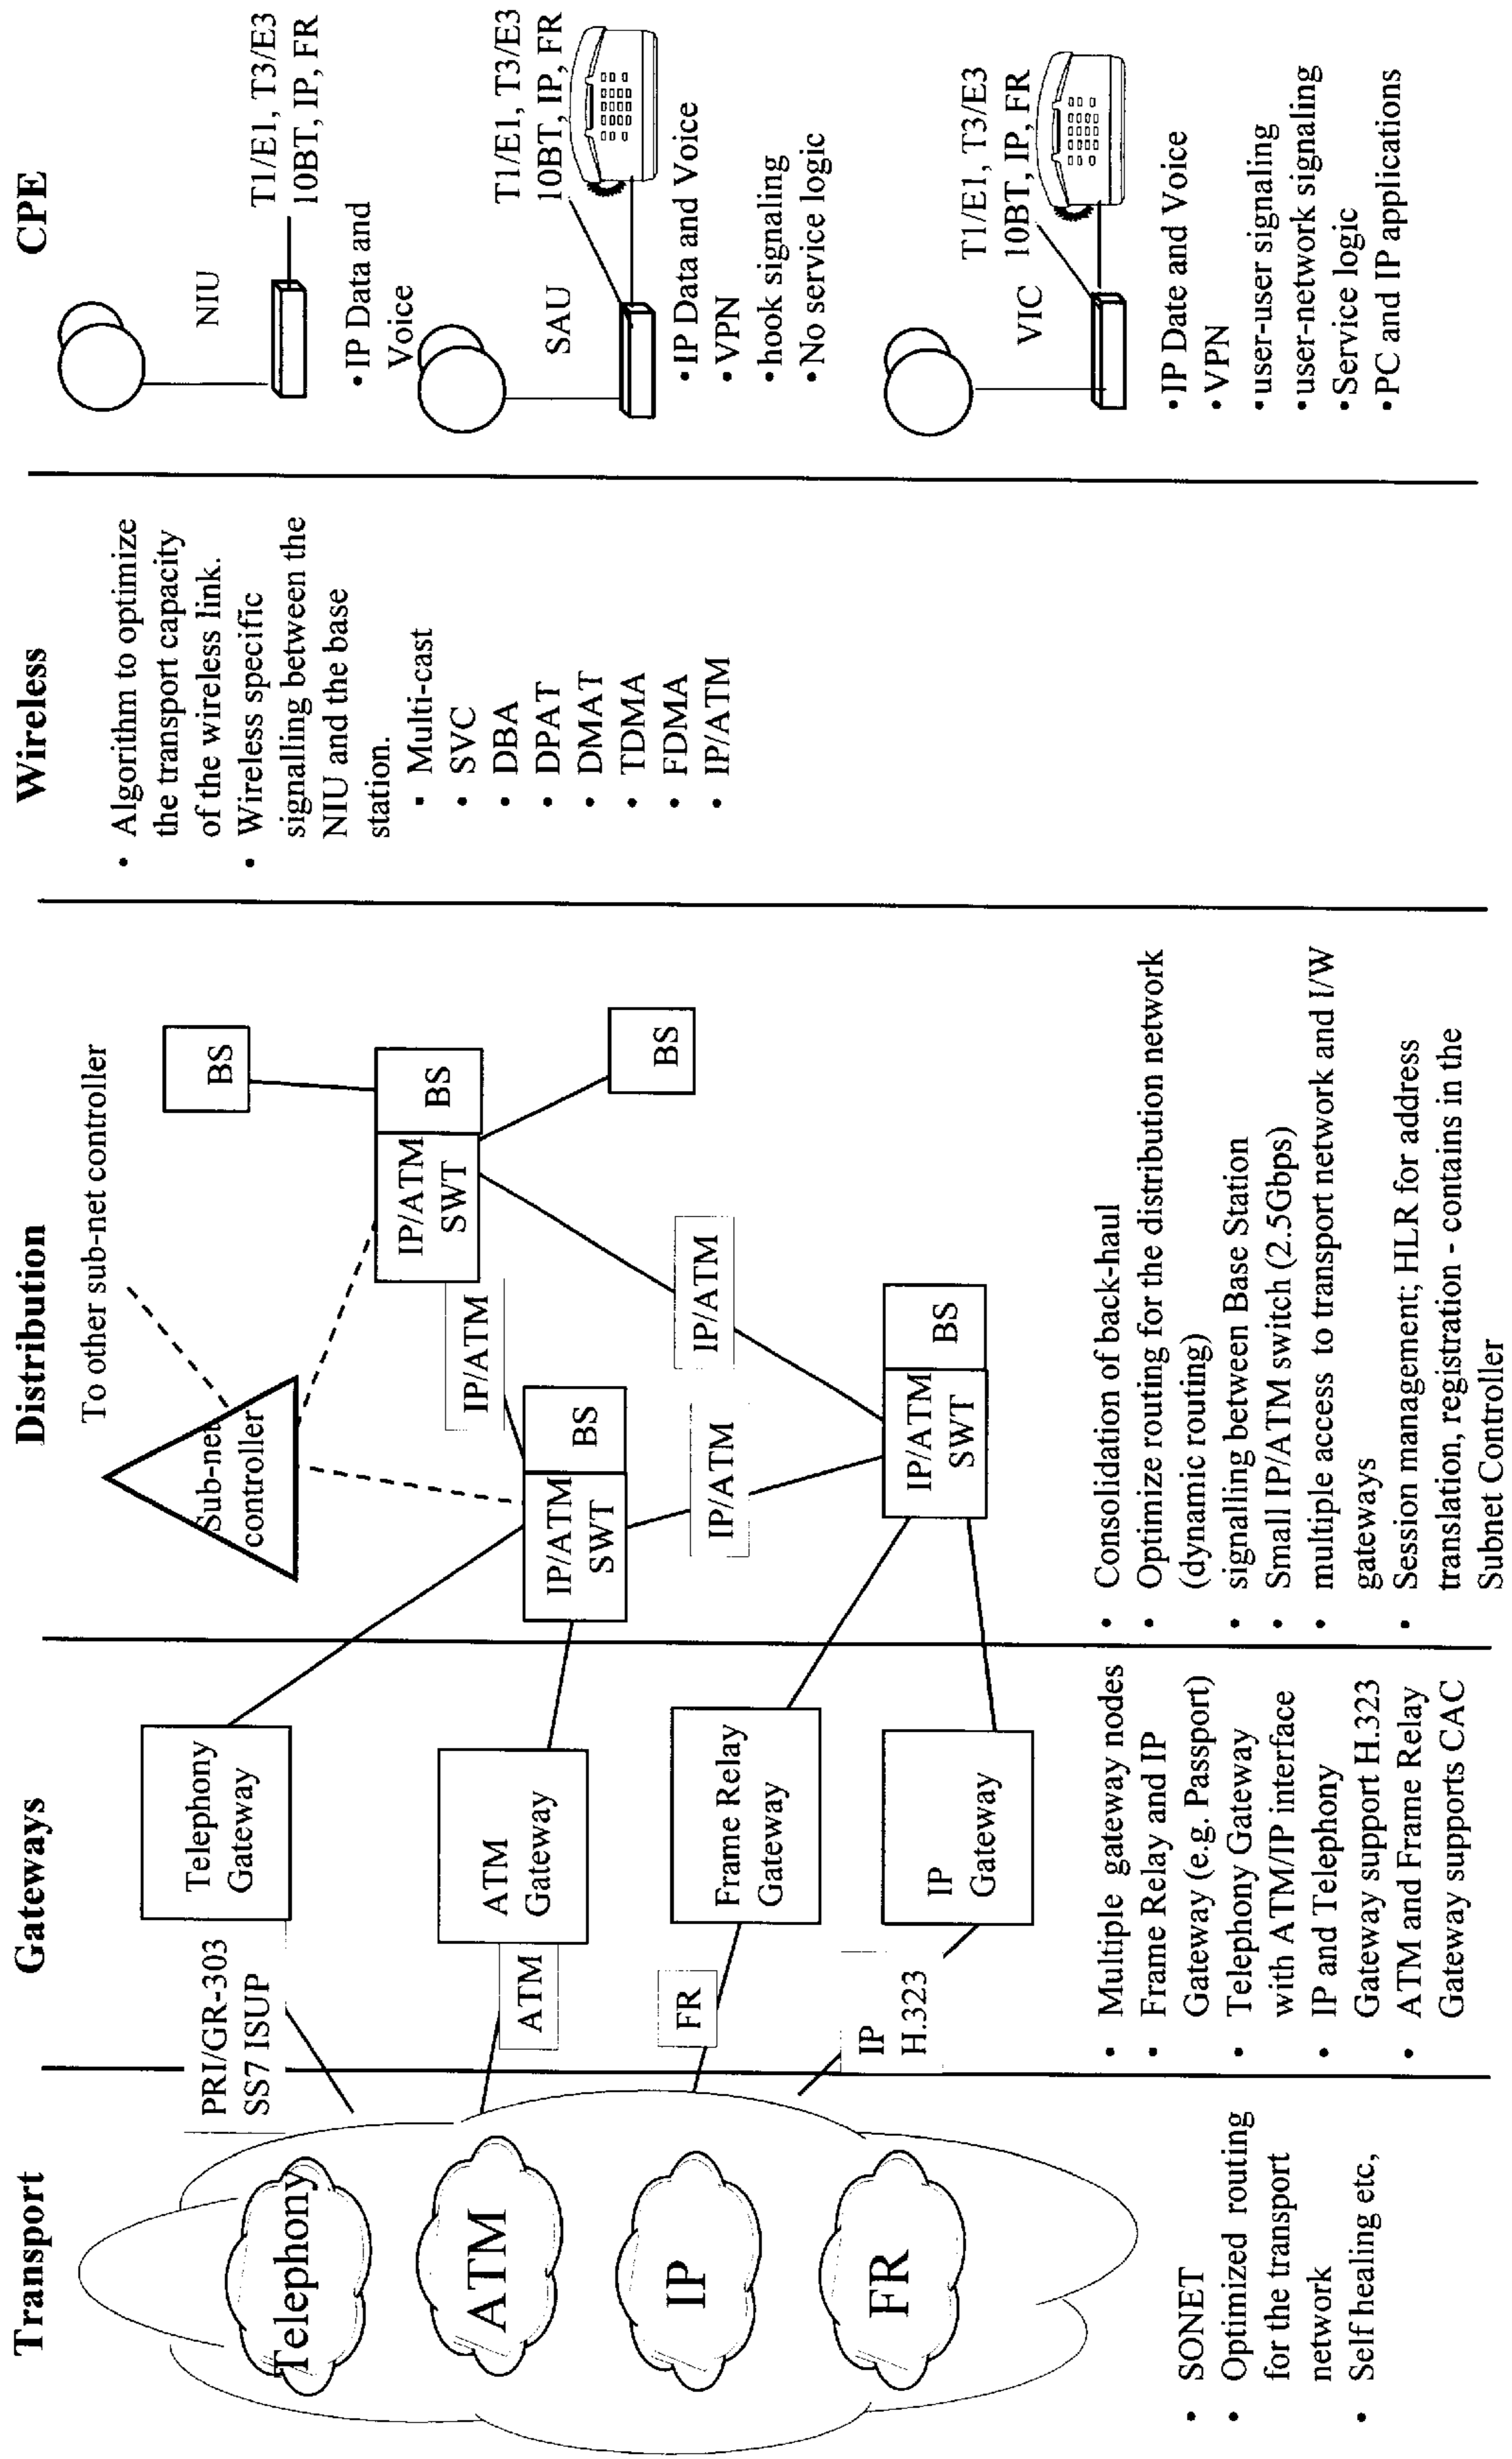 Transport
Telephony
ATM
IP
FR
• SONET
• Optimized routing
for the transport
network
• Self healing etc,
Gateways
PRI/GR-303
SS7 ISUP
ATM
FR
IP
H.323
Telephony
Gateway
ATM
Gateway
Frame Relay
Gateway
IP
Gateway
• Multiple gateway nodes
• Frame Relay and IP
Gateway (e.g. Passport)
• Telephony Gateway
with ATM/IP interface
• IP and Telephony
Gateway support H.323
• ATM and Frame Relay
Gateway supports CAC
Distribution
To other sub-net controller
Sub-net
controller
IP/ATM
SWT
BS
IP/ATM
IP/ATM
SWT
BS
BS
BS
IP/ATM
IP/ATM
IP/ATM
SWT
BS
• Consolidation of back-haul
• Optimize routing for the distribution network
(dynamic routing)
• signalling between Base Station
• Small IP/ATM switch (2.5Gbps)
• multiple access to transport network and I/W
gateways
• Session management; HLR for address
translation, registration - contains in the
Subnet Controller
Wireless
• Algorithm to optimize
the transport capacity
of the wireless link.
• Wireless specific
signalling between the
NIU and the base
station.
• Multi-cast
• SVC
• DBA
• DPAT
• DMAT
• TDMA
• FDMA
• IP/ATM
CPE
NIU
T1/E1, T3/E3
10BT, IP, FR
• IP Data and
Voice
SAU
T1/E1, T3/E3
10BT, IP, FR
• IP Data and Voice
• VPN
• hook signaling
• No service logic
VIC
T1/E1, T3/E3
10BT, IP, FR
• IP Date and Voice
• VPN
• user-user signaling
• user-network signaling
• Service logic
• PC and IP applications